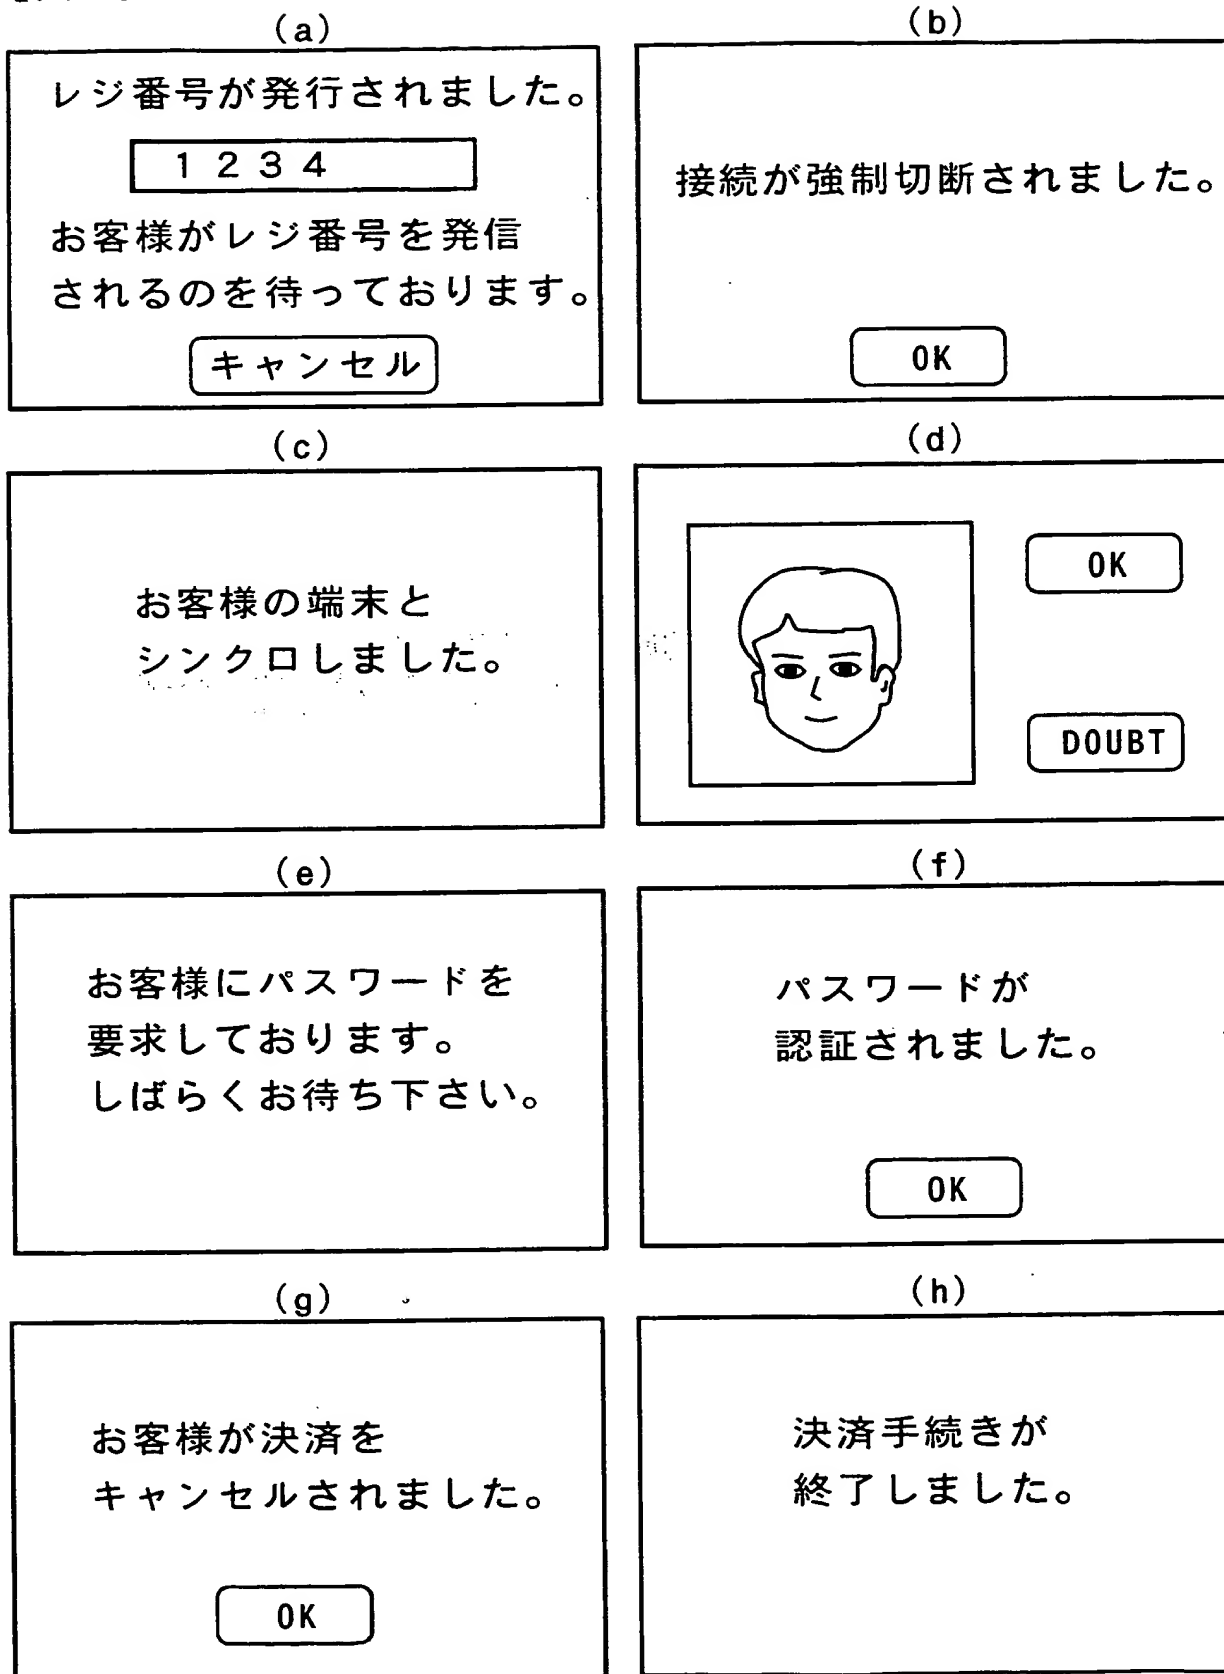 (a)
レジ番号が発行されました。
1234
お客様がレジ番号を発信
されるのを待っております。
キャンセル
(b)
接続が強制切断されました。
OK
(c)
お客様の端末と
シンクロしました。
(d)
OK
DOUBT
(e)
お客様にパスワードを
要求しております。
しばらくお待ち下さい。
(f)
パスワードが
認証されました。
OK
(g)
お客様が決済を
キャンセルされました。
OK
(h)
決済手続きが
終了しました。